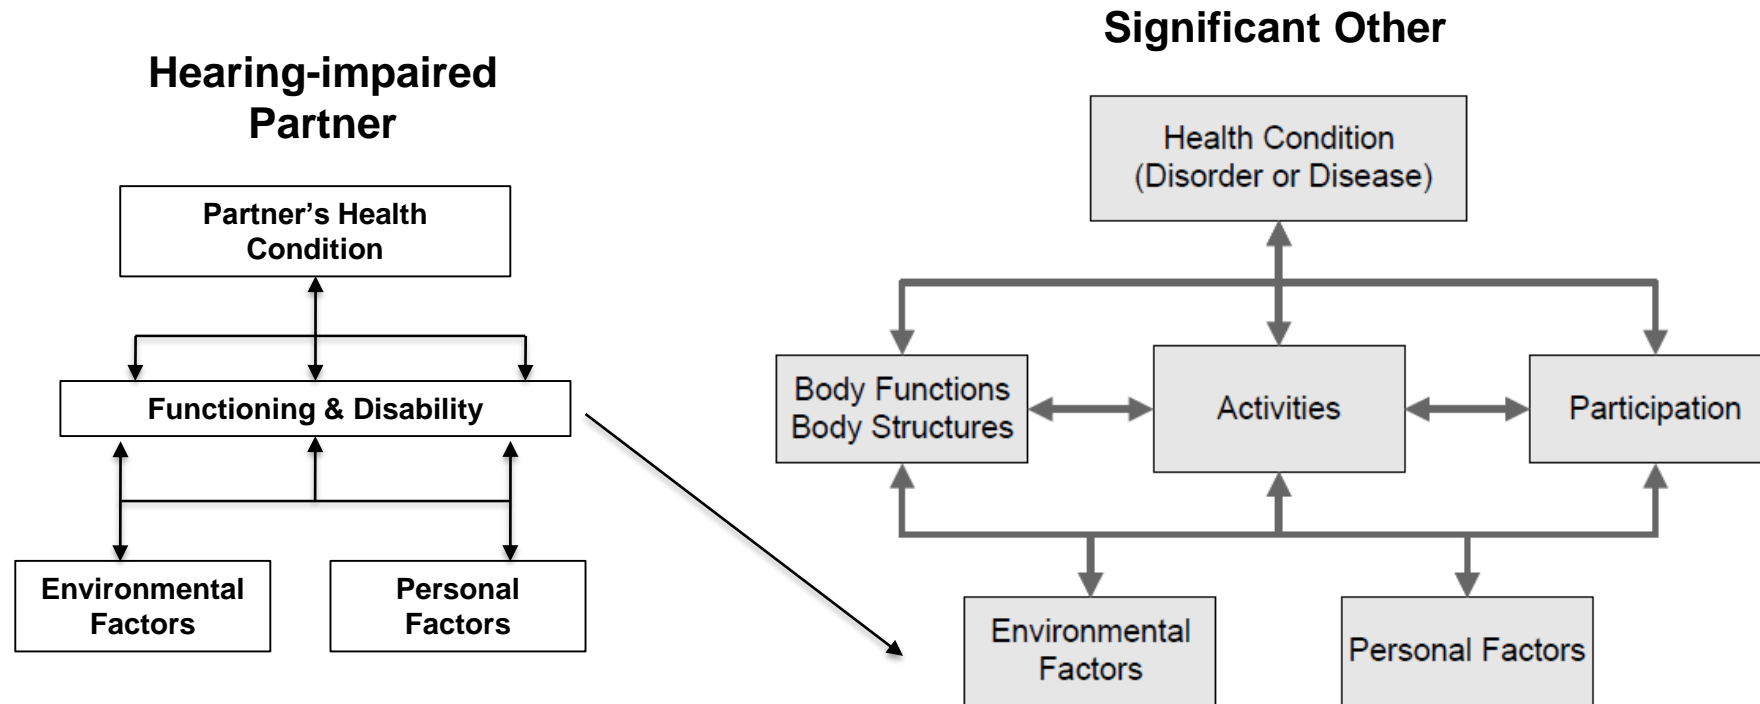 Hearing-impaired
Partner
Partner’s Health
Condition
Functioning & Disability
Environmental
Factors
Personal
Factors
Significant Other
Health Condition
(Disorder or Disease)
Body Functions
Body Structures
Activities
Participation
Environmental
Factors
Personal Factors